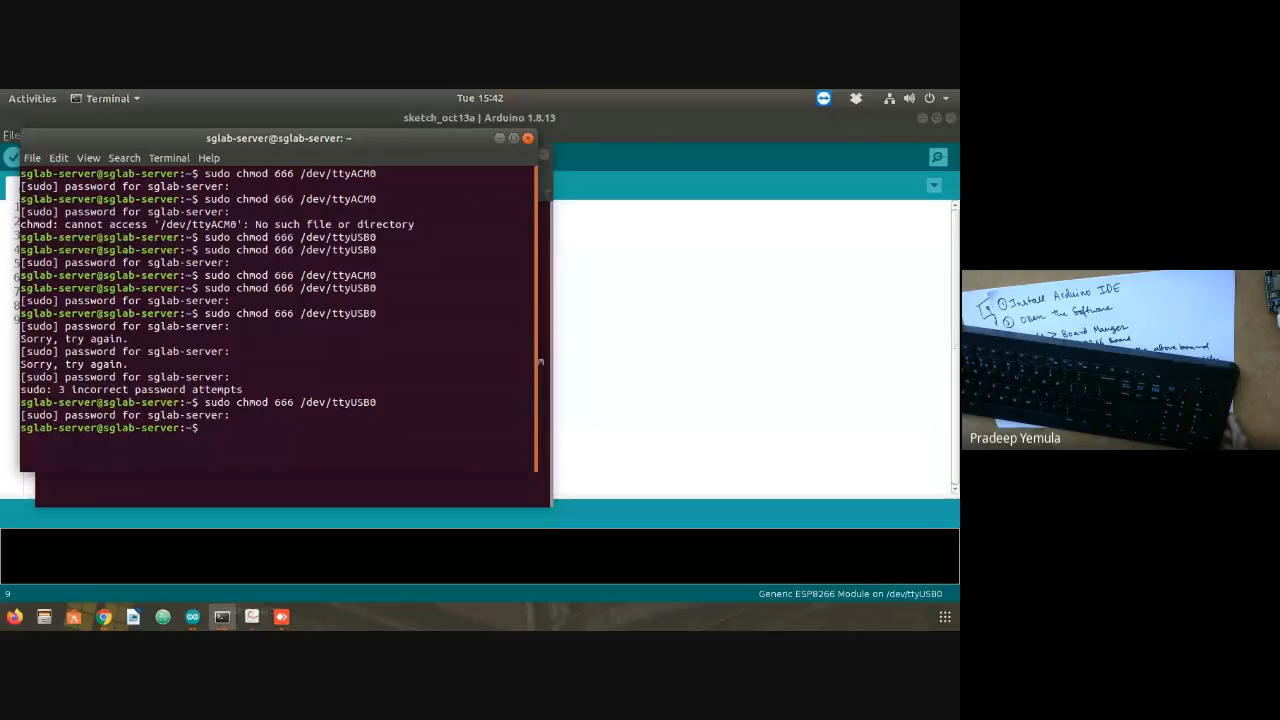 Activities
Terminal
Tue 15:42
sketch_oct13a | Arduino 1.8.13
File
sglab-server@sglab-server: ~
File Edit View Search Terminal Help
sglab-server@sglab-server:~$ sudo chmod 666 /dev/ttyACM0
[sudo] password for sglab-server:
sglab-server@sglab-server:~$ sudo chmod 666 /dev/ttyACM0
[sudo] password for sglab-server:
chmod: cannot access '/dev/ttyACM0': No such file or directory
sglab-server@sglab-server:~$ sudo chmod 666 /dev/ttyUSB0
sglab-server@sglab-server:~$ sudo chmod 666 /dev/ttyUSB0
[sudo] password for sglab-server:
sglab-server@sglab-server:~$ sudo chmod 666 /dev/ttyACM0
sglab-server@sglab-server:~$ sudo chmod 666 /dev/ttyUSB0
[sudo] password for sglab-server:
sglab-server@sglab-server:~$ sudo chmod 666 /dev/ttyUSB0
[sudo] password for sglab-server:
Sorry, try again.
[sudo] password for sglab-server:
Sorry, try again.
[sudo] password for sglab-server:
sudo: 3 incorrect password attempts
sglab-server@sglab-server:~$ sudo chmod 666 /dev/ttyUSB0
[sudo] password for sglab-server:
sglab-server@sglab-server:~$
9
Generic ESP8266 Module on /dev/ttyUSB0
① Install Arduino IDE
② Open the Software
> Board Manger
Board
the above board
Pradeep Yemula